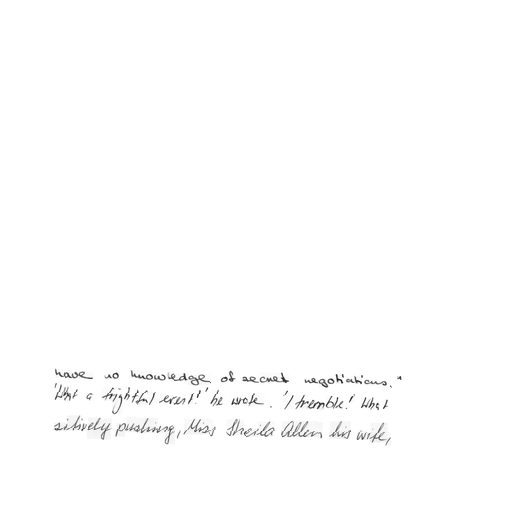 have no knowledge of secret negotiations."
'What a frightful event!' he wrote. 'I tremble! What
sitively pushing, Miss Sheila Allen his wife,